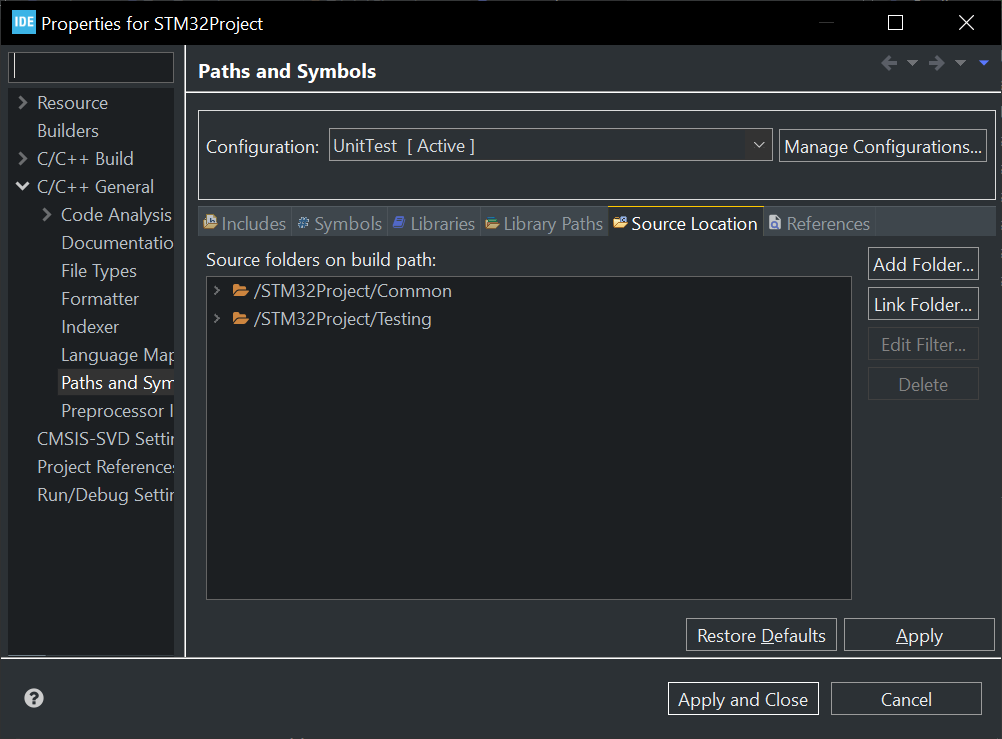 IDE Properties for STM32Project
Paths and Symbols
Resource
Builders
C/C++ Build
C/C++ General
Code Analysis
Documentatio
File Types
Formatter
Indexer
Language Map
Paths and Sym
Preprocessor I
CMSIS-SVD Settin
Project References
Run/Debug Settin
Configuration: UnitTest [ Active ] Manage Configurations...
Includes # Symbols Libraries Library Paths Source Location References
Source folders on build path:
/STM32Project/Common
/STM32Project/Testing
Add Folder...
Link Folder...
Edit Filter...
Delete
Restore Defaults Apply
? Apply and Close Cancel